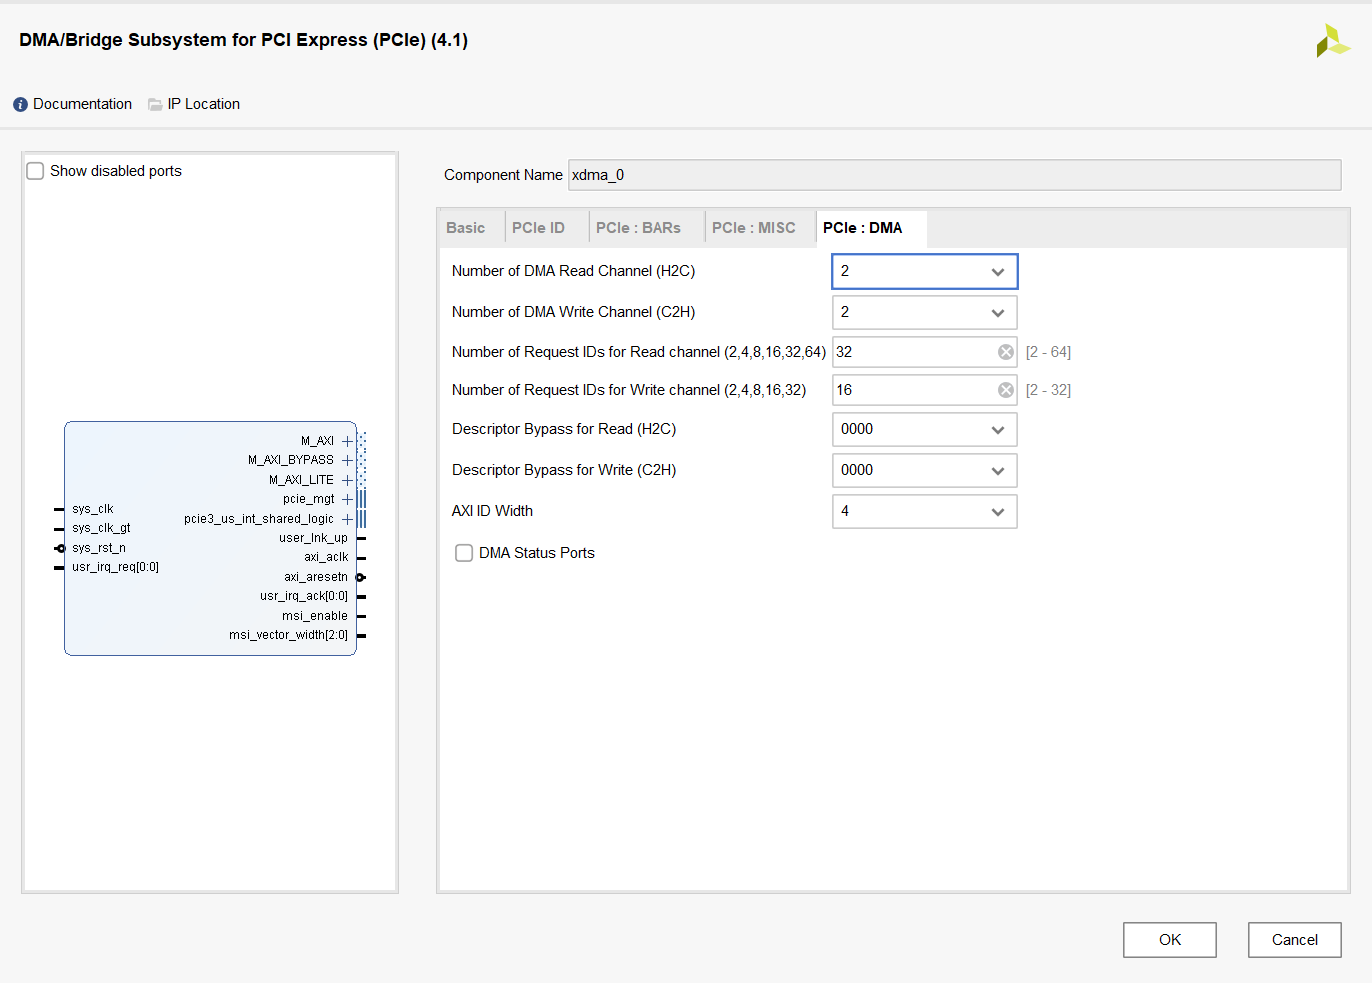 DMA/Bridge Subsystem for PCI Express (PCIe) (4.1)
Documentation IP Location
Show disabled ports
M_AXI
M_AXI_BYPASS
M_AXI_LITE
pcie_mgt
sys_clk
pcie3_us_int_shared_logic
sys_clk_gt
user_lnk_up
sys_rst_n
axi_aclk
usr_irq_req[0:0]
axi_aresetn
usr_irq_ack[0:0]
msi_enable
msi_vector_width[2:0]
Component Name xdma_0
Basic PCIe ID PCIe : BARs PCIe : MISC PCIe : DMA
Number of DMA Read Channel (H2C) 2
Number of DMA Write Channel (C2H) 2
Number of Request IDs for Read channel (2,4,8,16,32,64) 32 [2 - 64]
Number of Request IDs for Write channel (2,4,8,16,32) 16 [2 - 32]
Descriptor Bypass for Read (H2C) 0000
Descriptor Bypass for Write (C2H) 0000
AXI ID Width 4
DMA Status Ports
OK Cancel